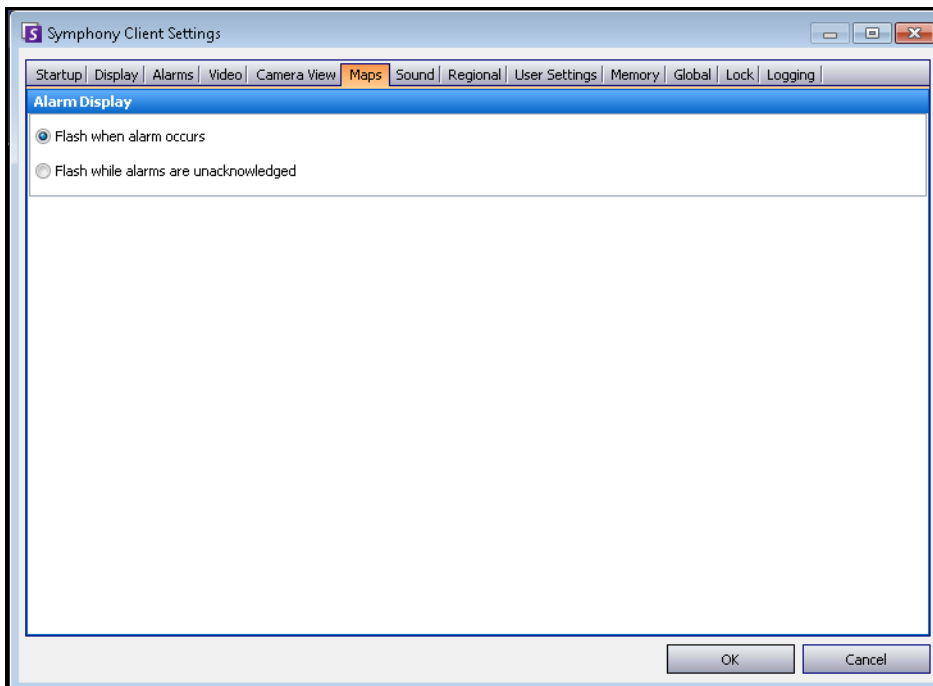 Symphony Client Settings
Startup Display Alarms Video Camera View Maps Sound Regional User Settings Memory Global Lock Logging
Alarm Display
Flash when alarm occurs
Flash while alarms are unacknowledged
OK Cancel